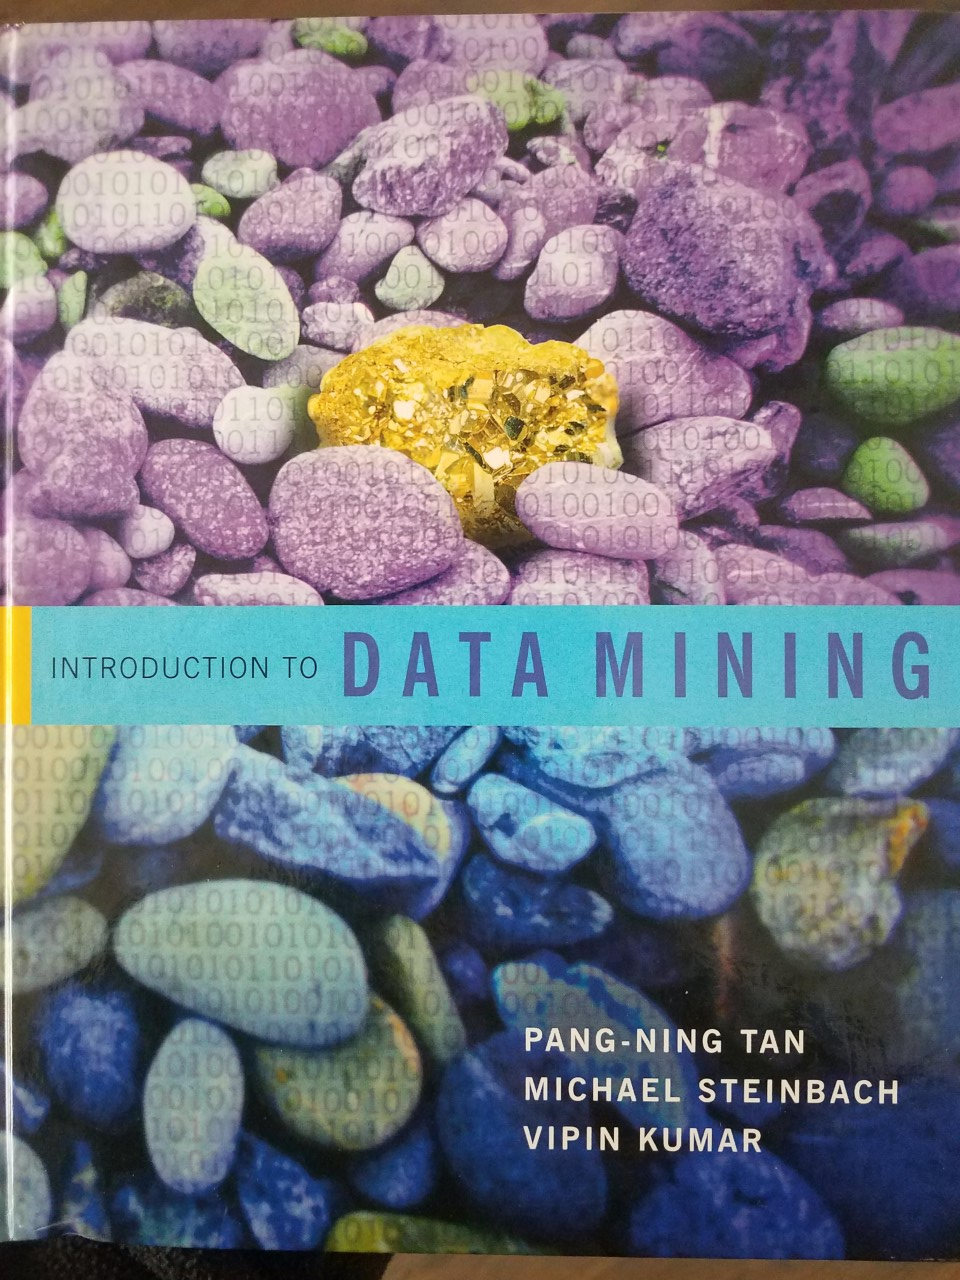 INTRODUCTION TO DATA MINING
PANG-NING TAN
MICHAEL STEINBACH
VIPIN KUMAR